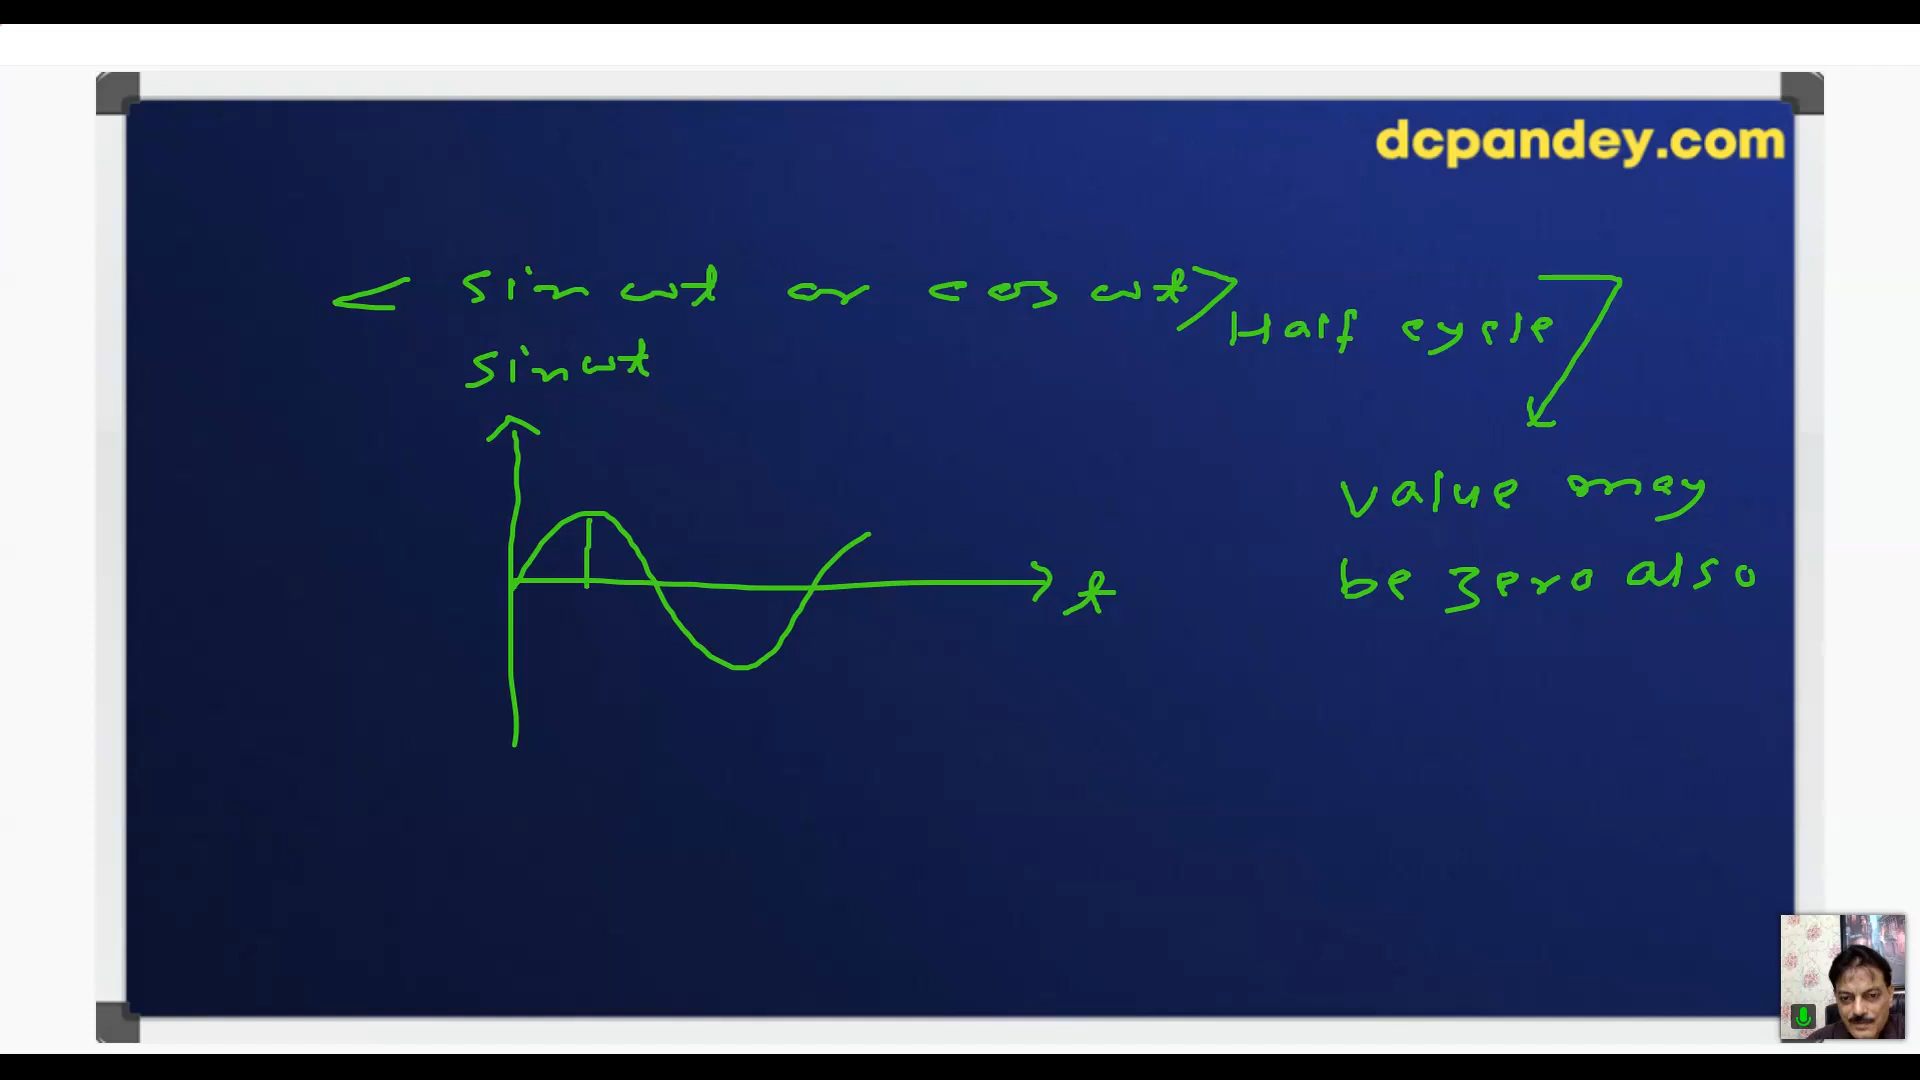 dcpandey.com
< sin ωt or cos ωt > Half cycle
sin ωt
value may
be zero also
t